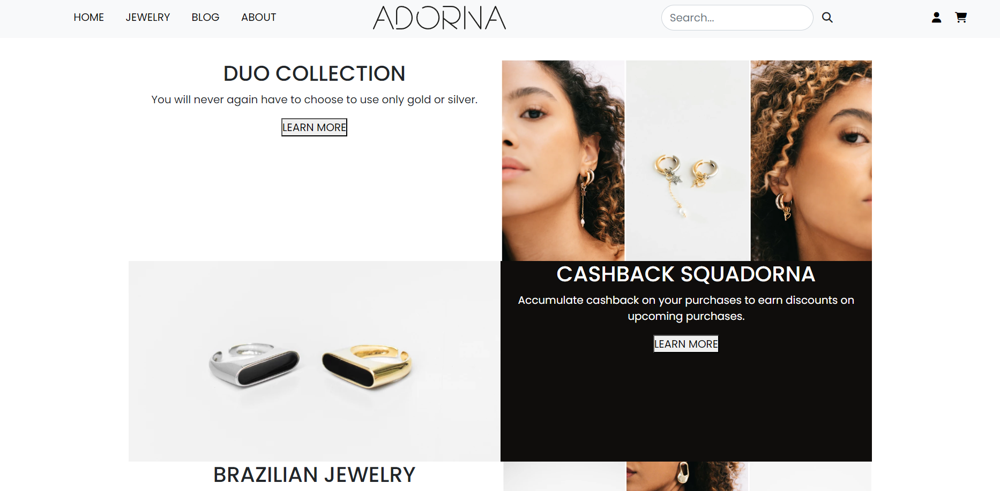 HOME JEWELRY BLOG ABOUT ADORNA Search...
DUO COLLECTION
You will never again have to choose to use only gold or silver.
LEARN MORE
CASHBACK SQUADORNA
Accumulate cashback on your purchases to earn discounts on
upcoming purchases.
LEARN MORE
BRAZILIAN JEWELRY